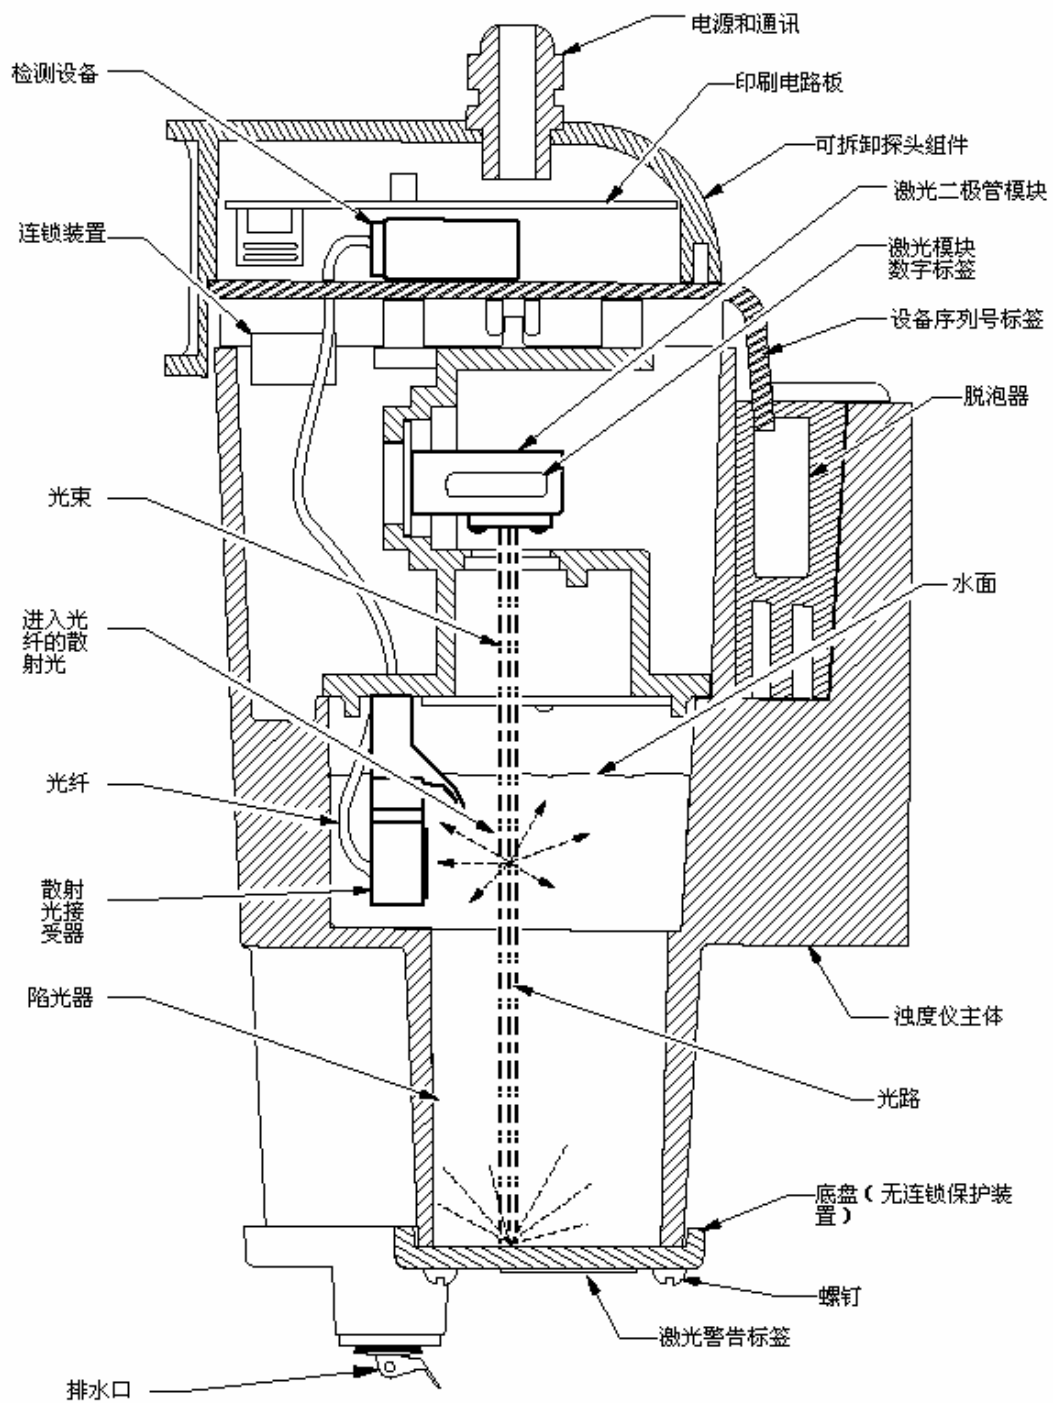 电源和通讯
检测设备
印刷电路板
可拆卸探头组件
激光二极管模块
连锁装置
激光模块
数字标签
设备序列号标签
脱泡器
光束
水面
进入光
纤的散
射光
光纤
散射
光接
受器
陷光器
浊度仪主体
光路
底盘（无连锁保护装
置）
螺钉
激光警告标签
排水口